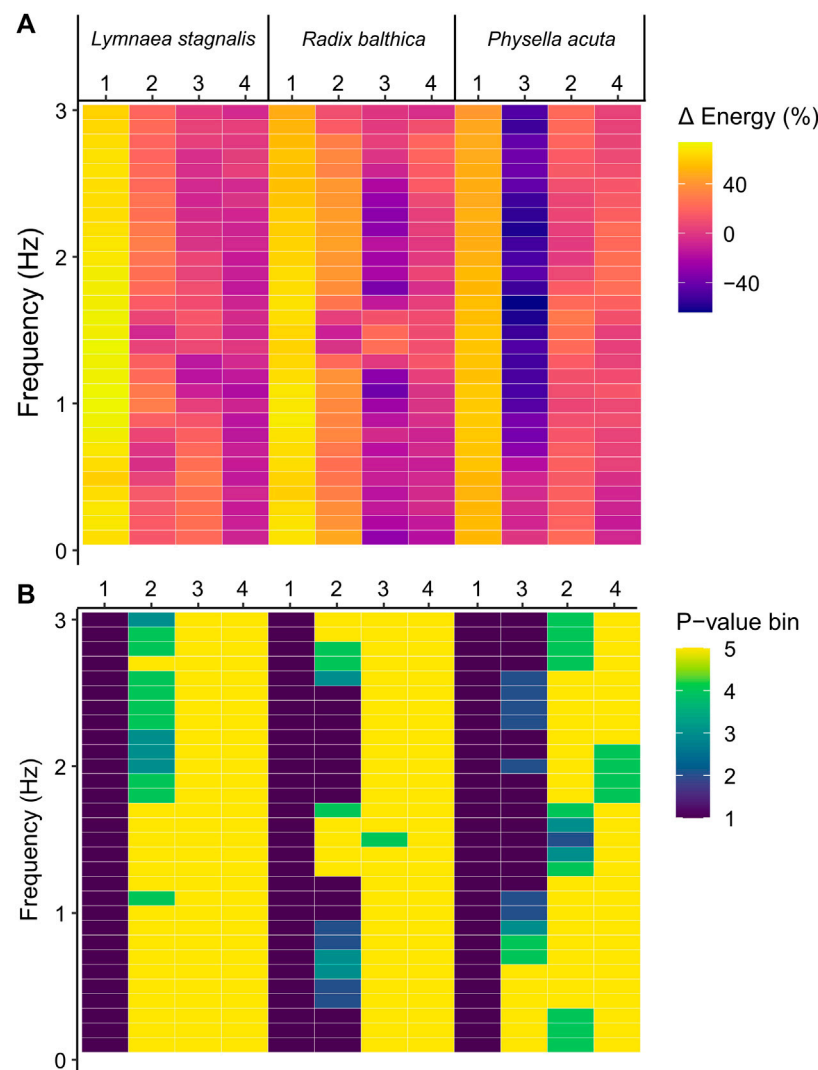 A
Lymnaea stagnalis Radix balthica Physella acuta
1 2 3 4 1 2 3 4 1 3 2 4
Δ Energy (%)
40
0
−40
Frequency (Hz)
3
2
1
0
B
1 2 3 4 1 2 3 4 1 3 2 4
P−value bin
5
4
3
2
1
Frequency (Hz)
3
2
1
0